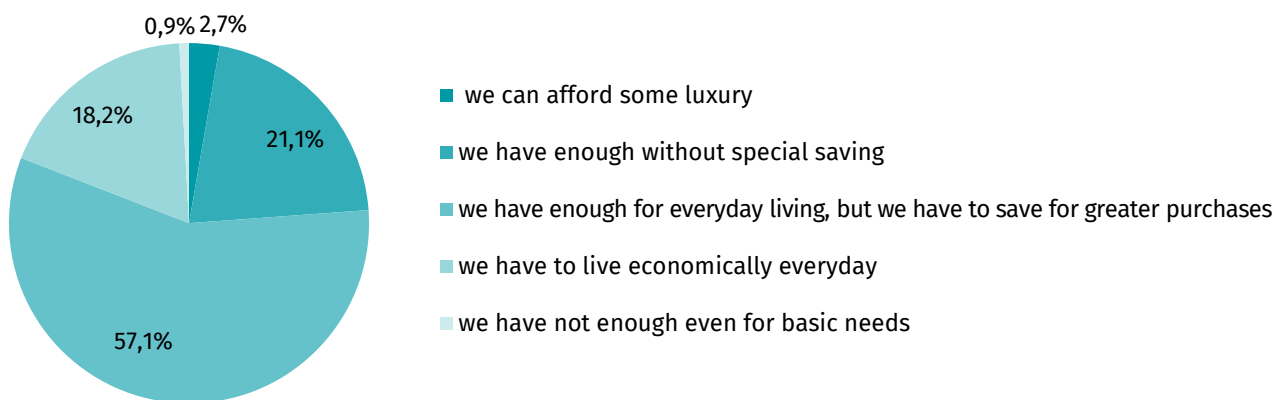 0,9% 2,7%
18,2%
21,1%
57,1%
we can afford some luxury
we have enough without special saving
we have enough for everyday living, but we have to save for greater purchases
we have to live economically everyday
we have not enough even for basic needs